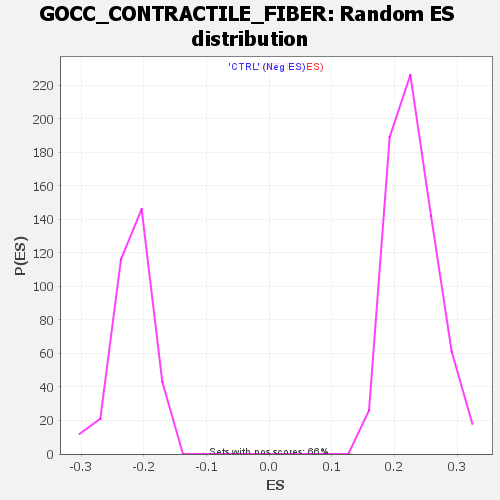 GOCC_CONTRACTILE_FIBER: Random ES
distribution
'CTRL' (Neg ES) ES)
220
200
180
160
140
120
100
80
60
40
20
0
P(ES)
Sets with pos scores: 66%
-0.3 -0.2 -0.1 0.0 0.1 0.2 0.3
ES